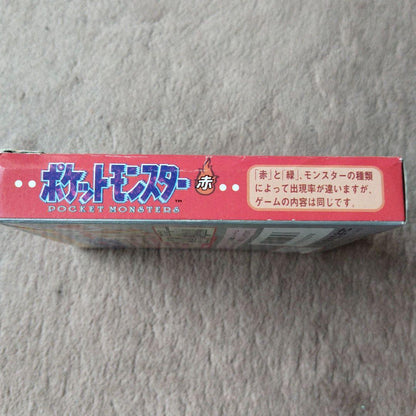 ポケットモンスター 赤
TM
POCKET MONSTERS
「赤」と「緑」、モンスターの種類
によって出現率が違いますが、
ゲームの内容は同じです。